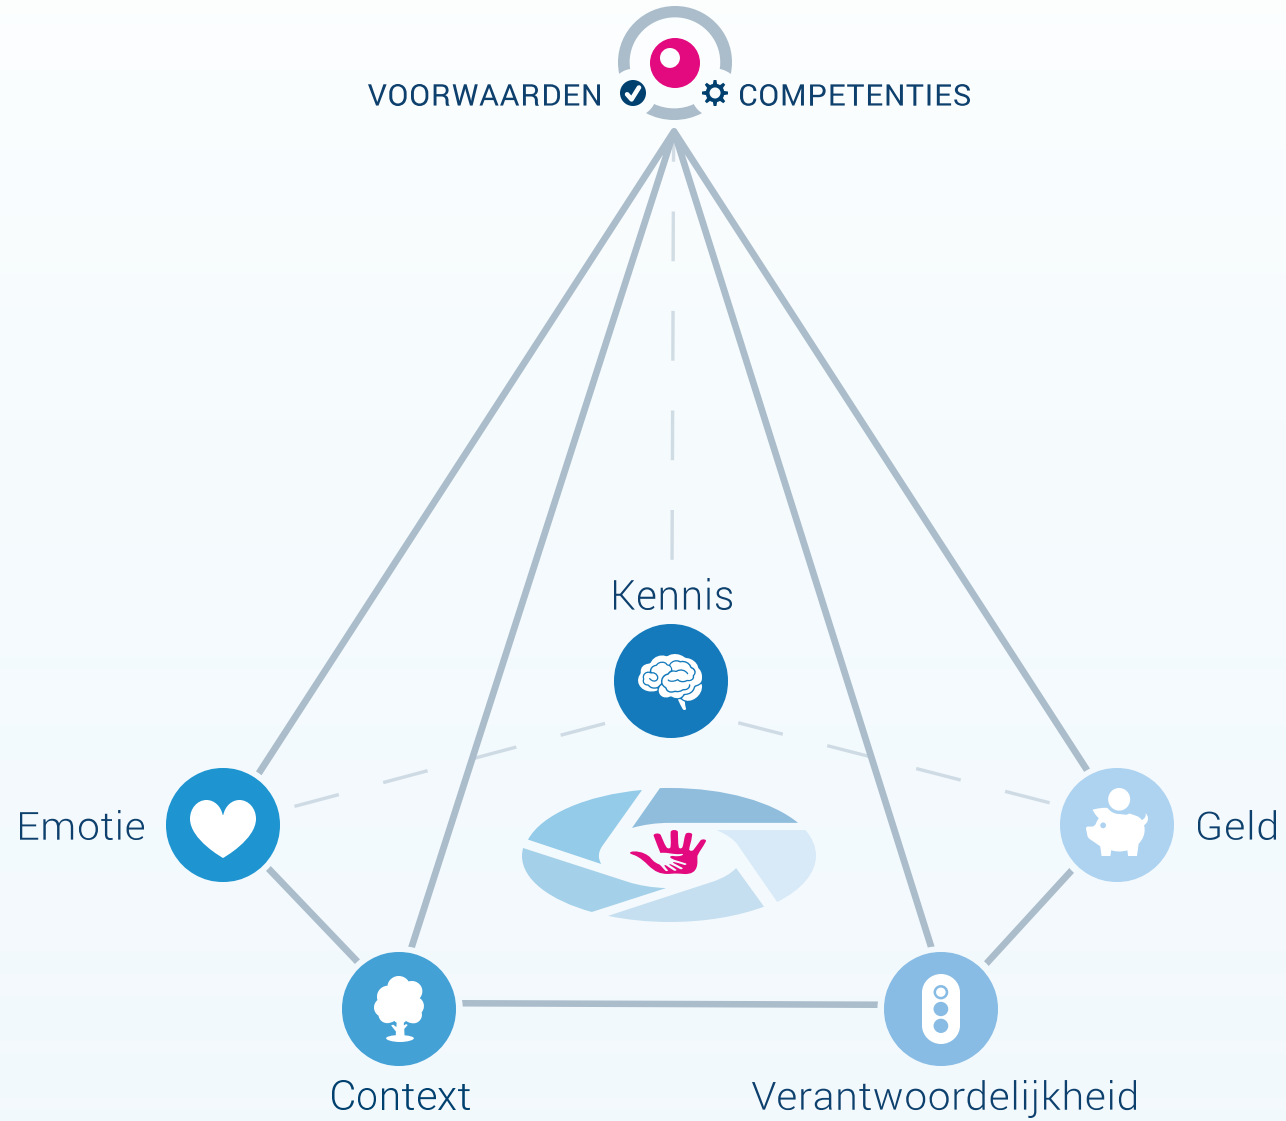 VOORWAARDEN COMPETENTIES
Kennis
Emotie
Geld
Context
Verantwoordelijkheid